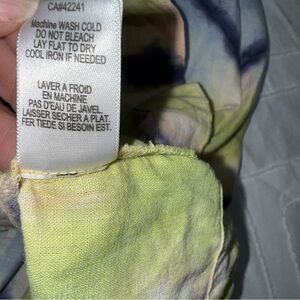 CA#42241
Machine WASH COLD
DO NOT BLEACH
LAY FLAT TO DRY
COOL IRON IF NEEDED
LAVER A FROID
EN MACHINE
PAS D'EAU DE JAVEL.
LAISSER SECHER A PLAT.
FER TIEDE SI BESOIN EST.